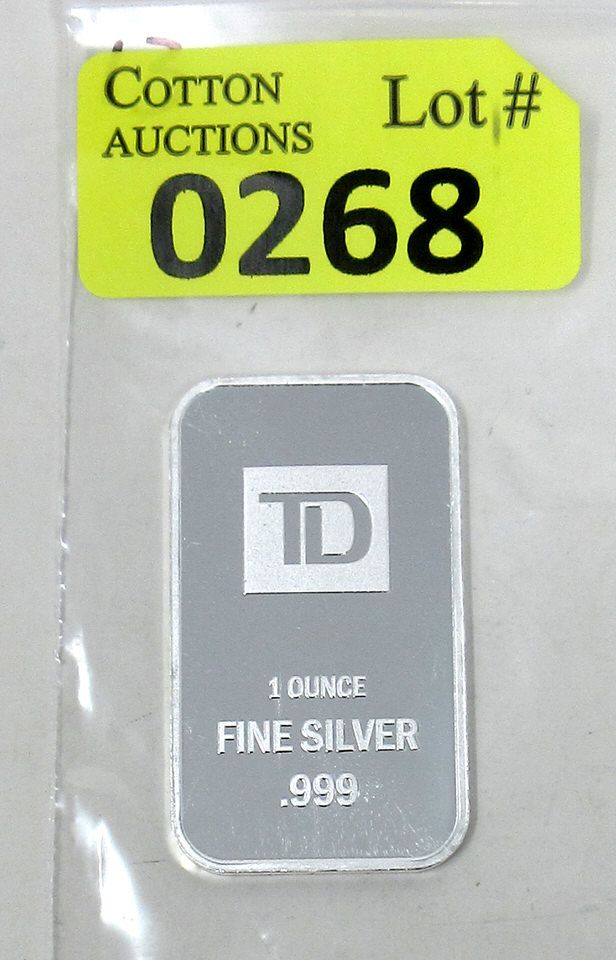 COTTON
AUCTIONS
Lot #
0268
TD
1 OUNCE
FINE SILVER
.999